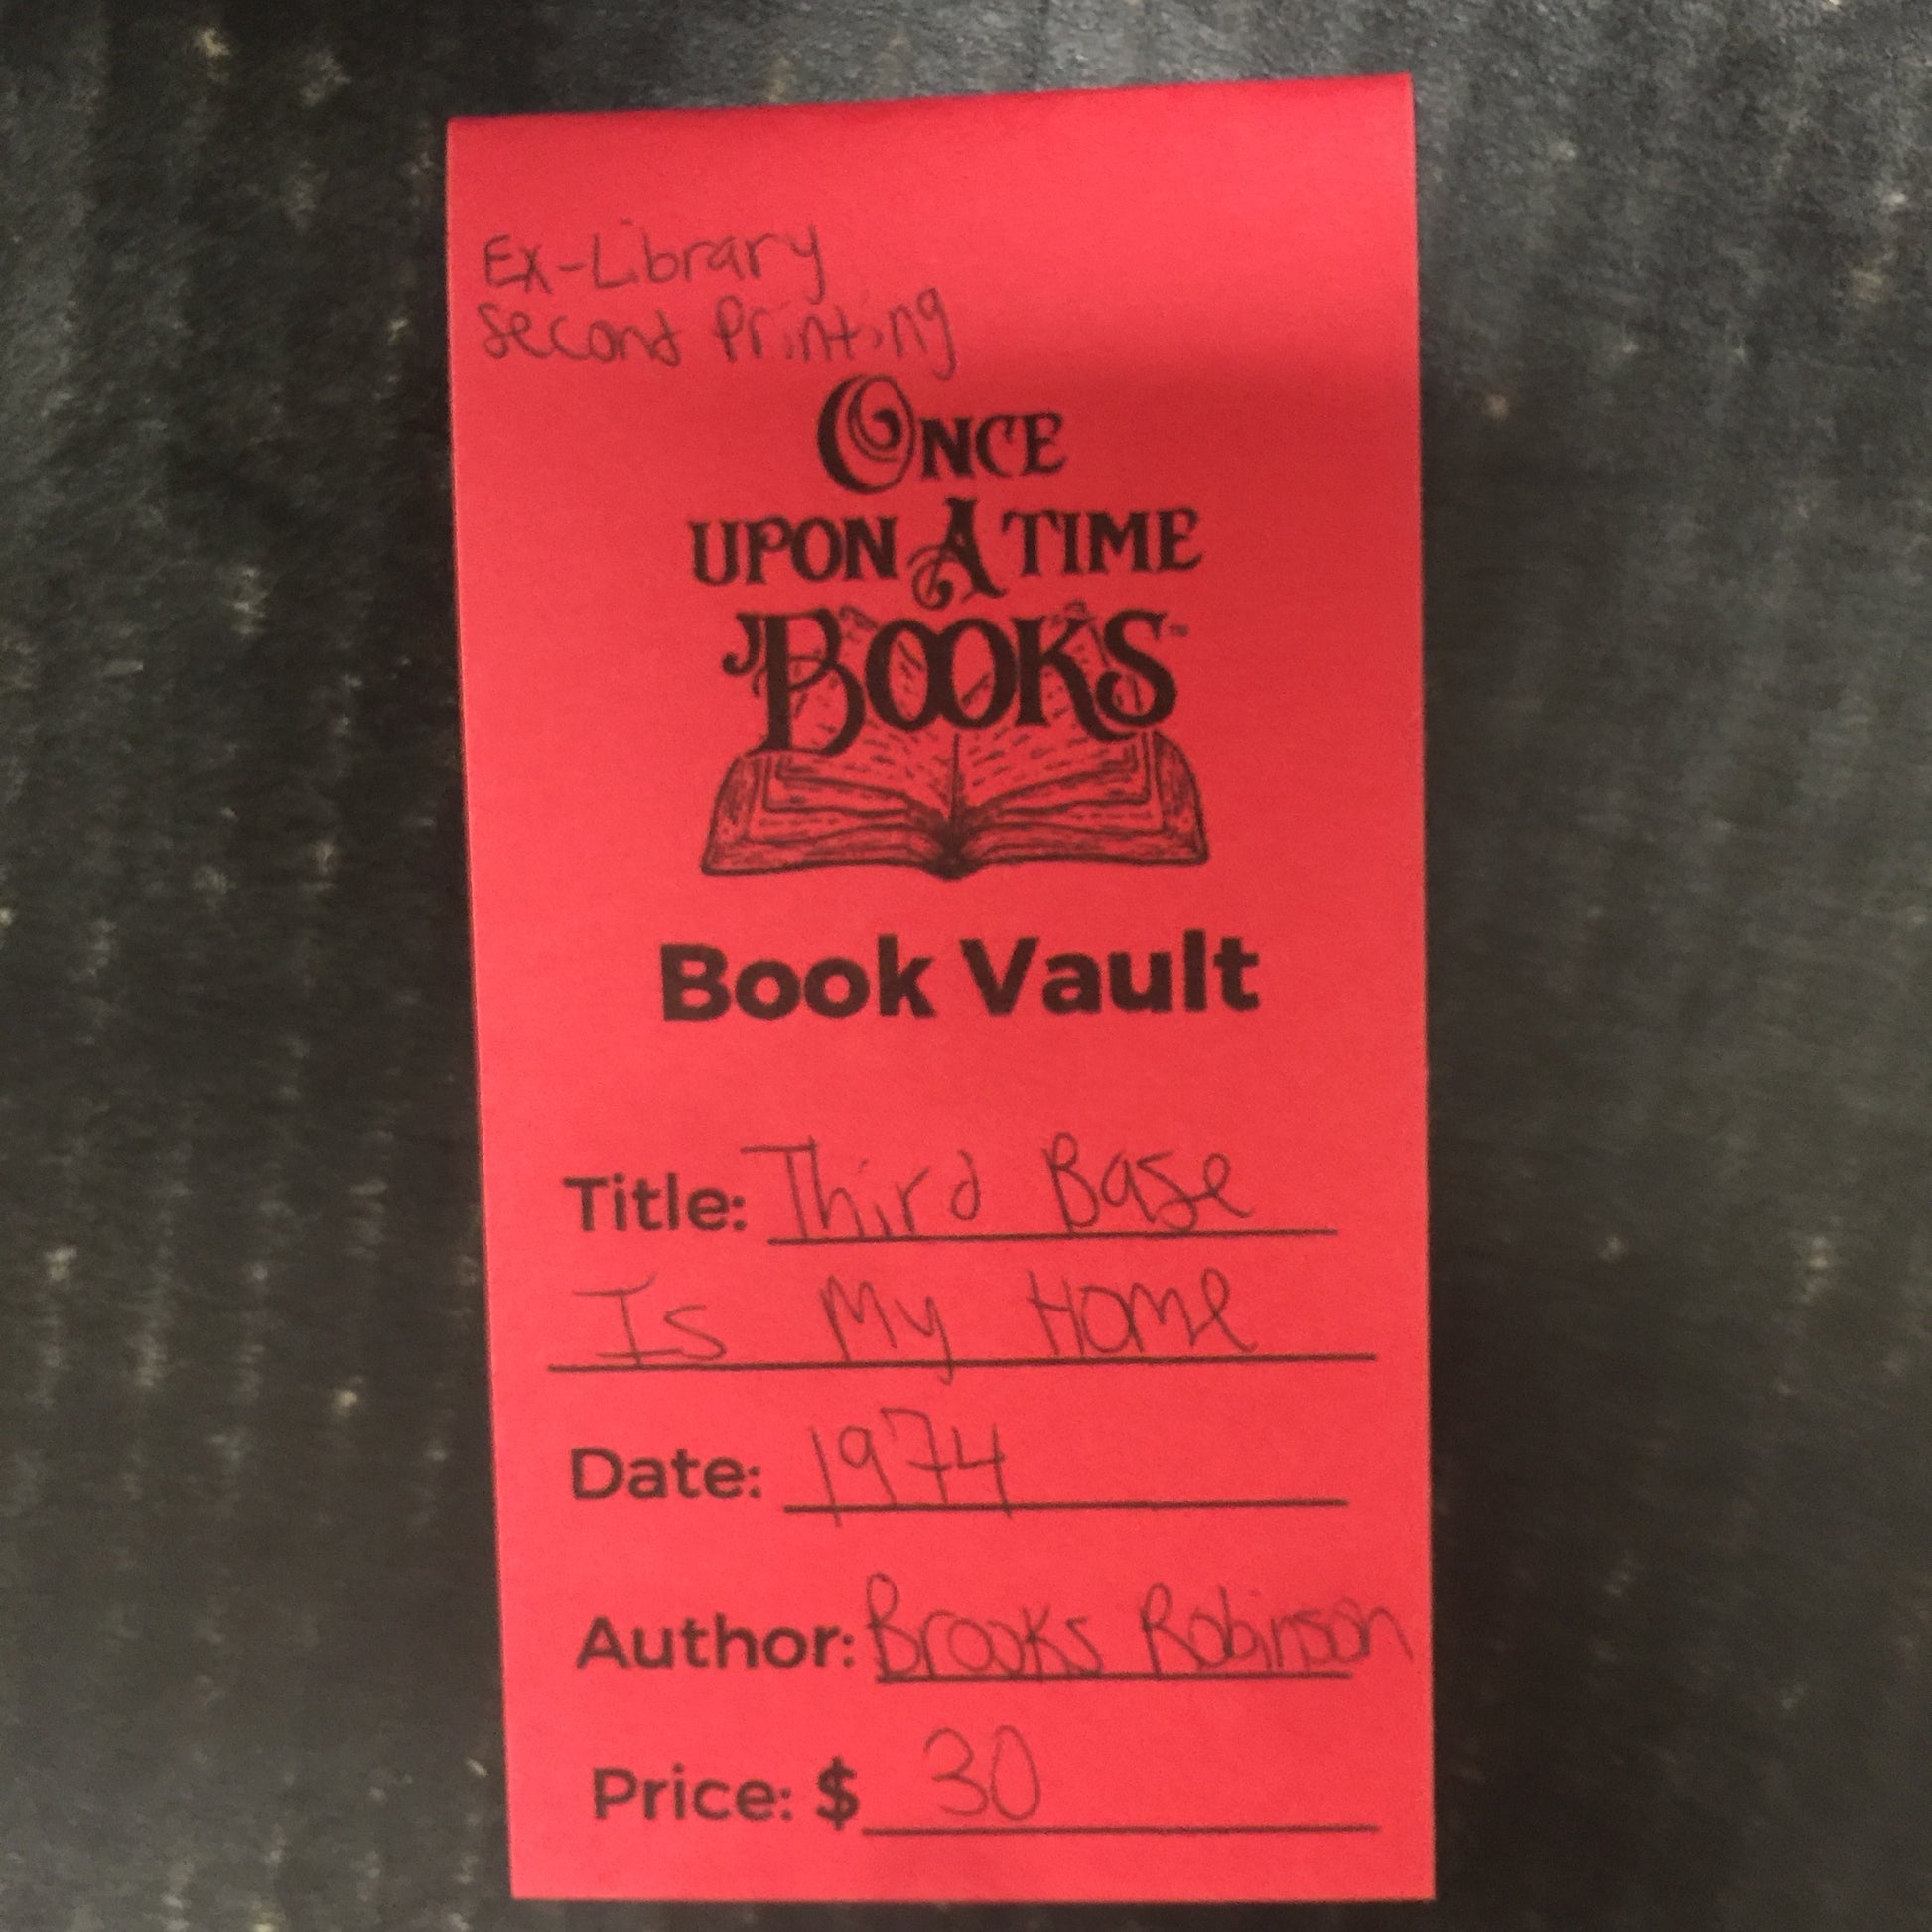 Ex-Library
Second Printing
ONCE
UPON A TIME
BOOKS™
Book Vault
Title: Third Base
Is My Home
Date: 1974
Author: Brooks Robinson
Price: $ 30